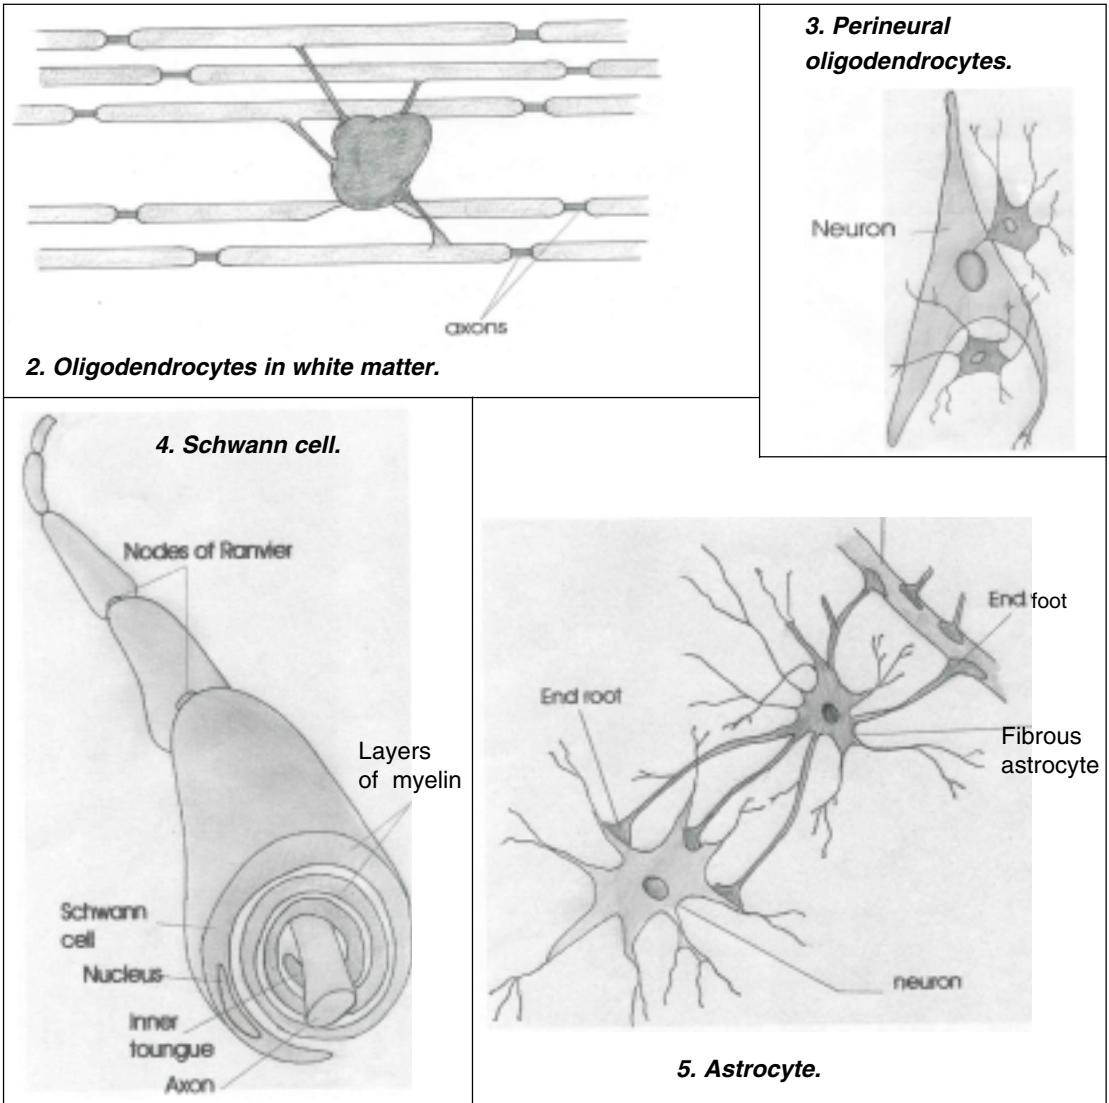 3. Perineural
oligodendrocytes.
Neuron
axons
2. Oligodendrocytes in white matter.
4. Schwann cell.
Nodes of Ranvier
Layers
of myelin
Schwann
cell
Nucleus
Inner
toungue
Axon
End foot
End root
Fibrous
astrocyte
neuron
5. Astrocyte.